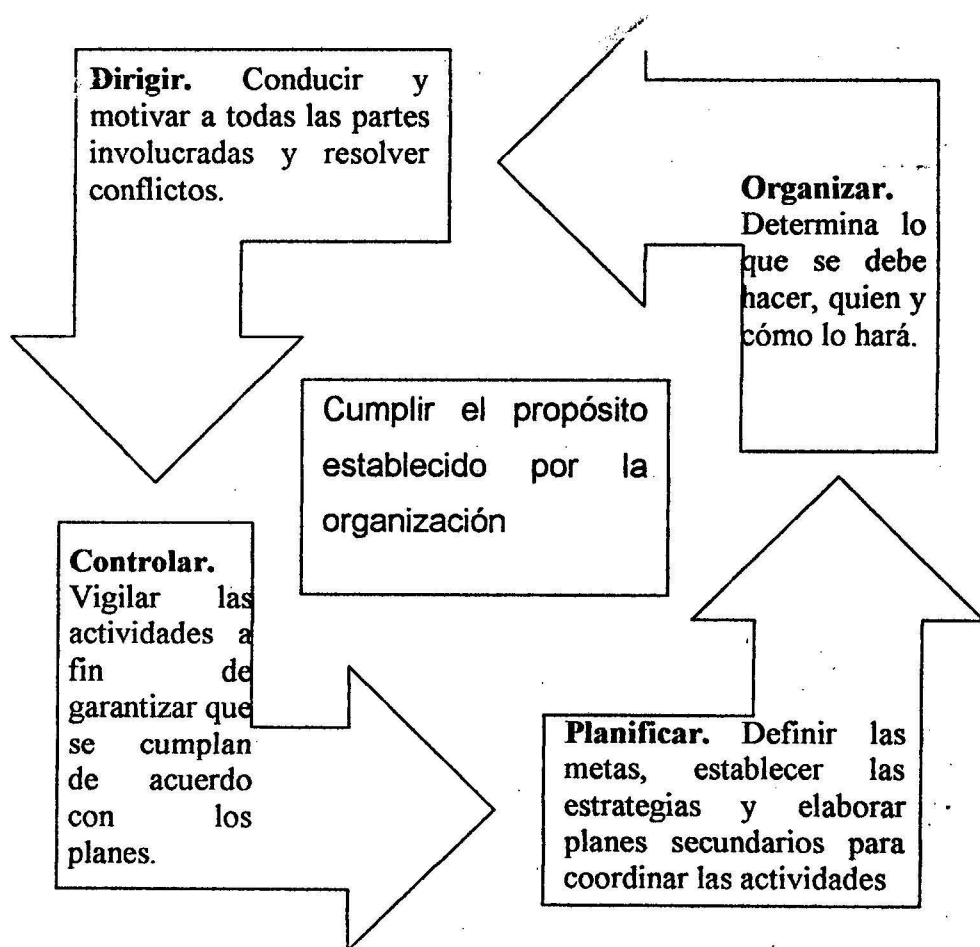 Dirigir. Conducir y
motivar a todas las partes
involucradas y resolver
conflictos.
Organizar.
Determina lo
que se debe
hacer, quien y
cómo lo hará.
Cumplir el propósito
establecido por la
organización
Controlar.
Vigilar las
actividades a
fin de
garantizar que
se cumplan
de acuerdo
con los
planes.
Planificar. Definir las
metas, establecer las
estrategias y elaborar
planes secundarios para
coordinar las actividades